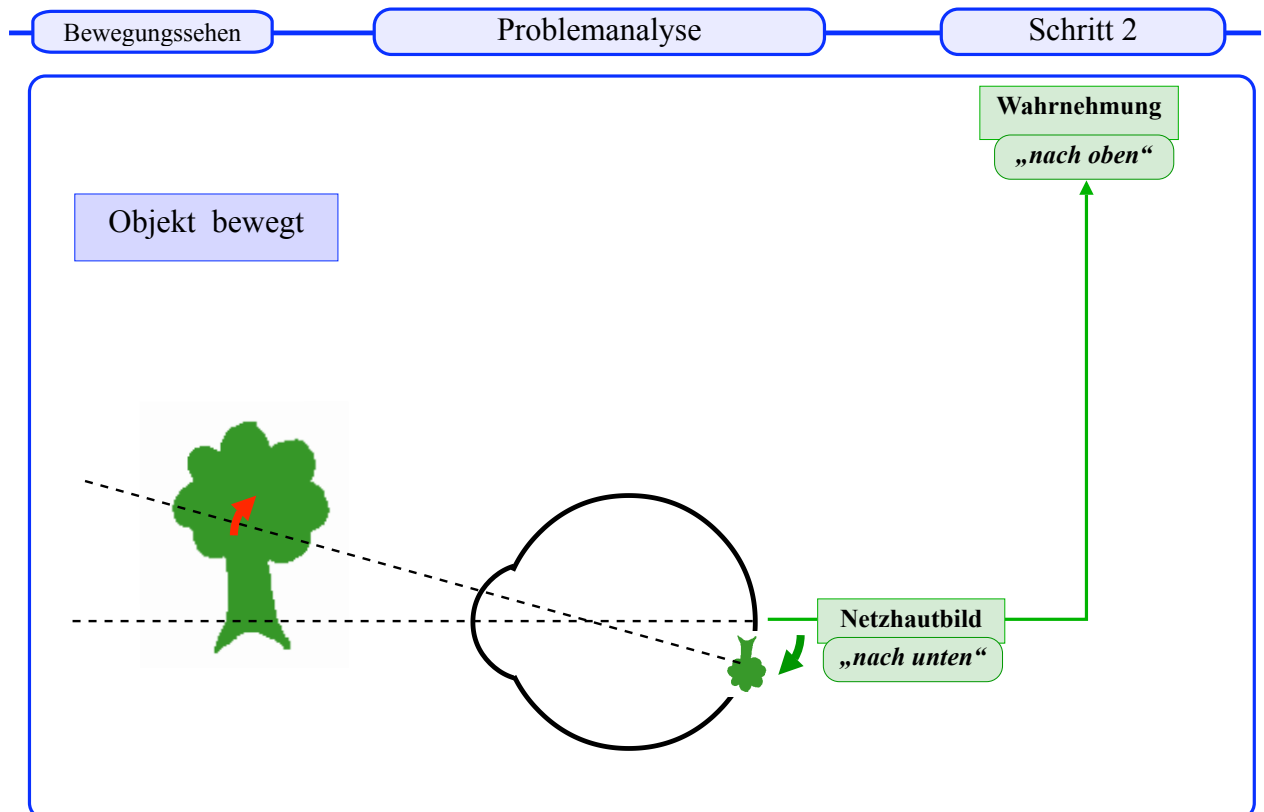 Bewegungssehen
Problemanalyse
Schritt 2
Wahrnehmung
„nach oben“
Objekt bewegt
Netzhautbild
„nach unten“